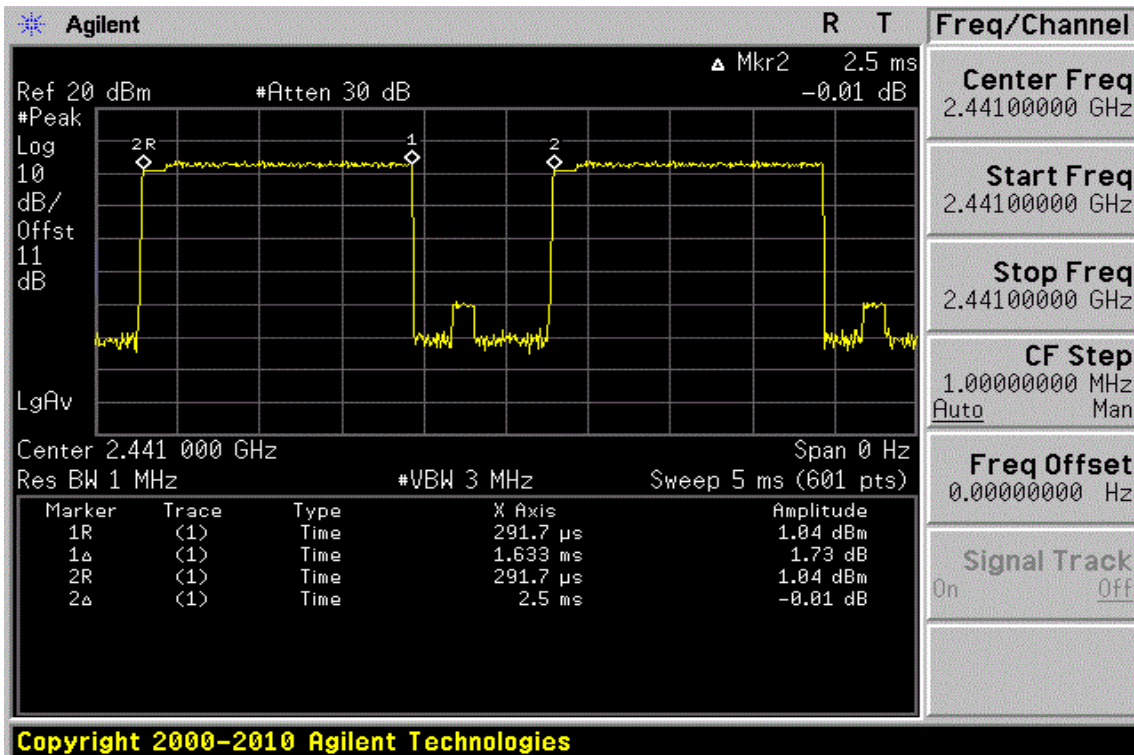 Agilent R T
Δ Mkr2 2.5 ms
Ref 20 dBm #Atten 30 dB -0.01 dB
#Peak
Log
10
dB/
Offst
11
dB
LgAv
2R
1
2
Center 2.441 000 GHz Span 0 Hz
Res BW 1 MHz #VBW 3 MHz Sweep 5 ms (601 pts)
Marker Trace Type X Axis Amplitude
1R (1) Time 291.7 µs 1.04 dBm
1Δ (1) Time 1.633 ms 1.73 dB
2R (1) Time 291.7 µs 1.04 dBm
2Δ (1) Time 2.5 ms -0.01 dB
Freq/Channel
Center Freq
2.44100000 GHz
Start Freq
2.44100000 GHz
Stop Freq
2.44100000 GHz
CF Step
1.00000000 MHz
Auto Man
Freq Offset
0.00000000 Hz
Signal Track
On Off
Copyright 2000-2010 Agilent Technologies